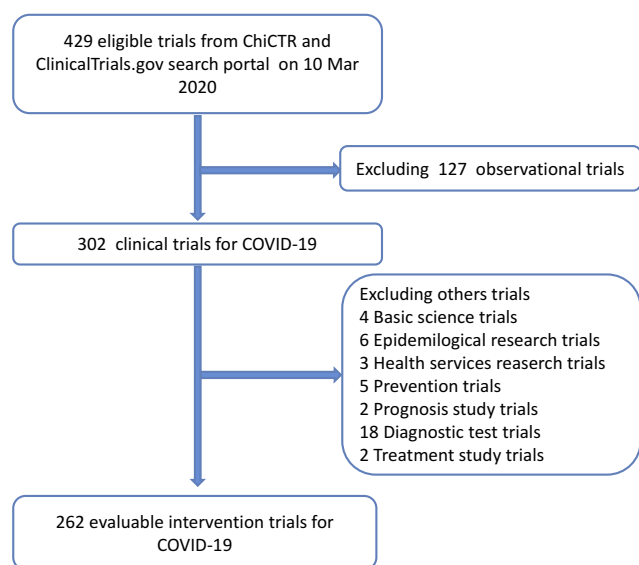 429 eligible trials from ChiCTR and
ClinicalTrials.gov search portal on 10 Mar
2020
Excluding 127 observational trials
302 clinical trials for COVID-19
Excluding others trials
4 Basic science trials
6 Epidemilogical research trials
3 Health services reaserch trials
5 Prevention trials
2 Prognosis study trials
18 Diagnostic test trials
2 Treatment study trials
262 evaluable intervention trials for
COVID-19